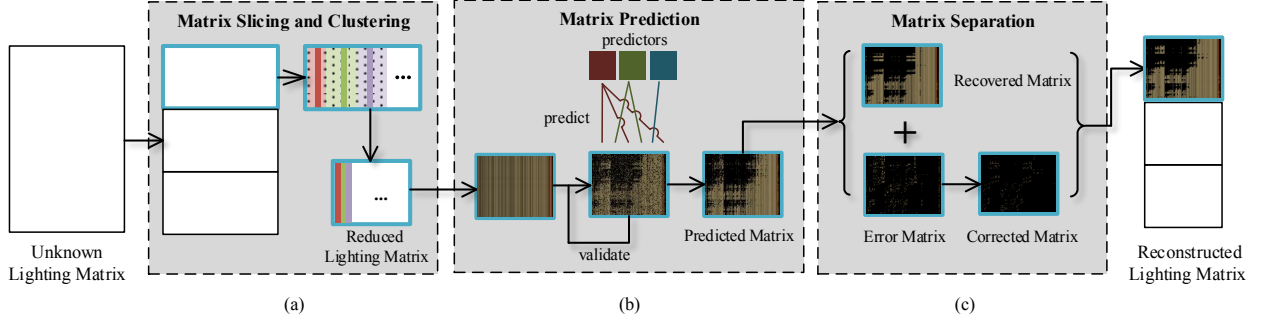 Matrix Slicing and Clustering
Matrix Prediction
Matrix Separation
predictors
predict
Recovered Matrix
+
...
...
Unknown
Lighting Matrix
Reduced
Lighting Matrix
validate
Predicted Matrix
Error Matrix
Corrected Matrix
Reconstructed
Lighting Matrix
(a)
(b)
(c)